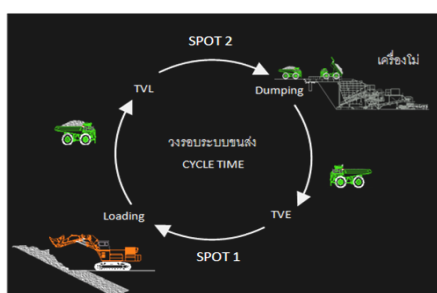 SPOT 2
เครื่องโม่
TVL
Dumping
วงรอบระบบขนส่ง
CYCLE TIME
Loading
TVE
SPOT 1